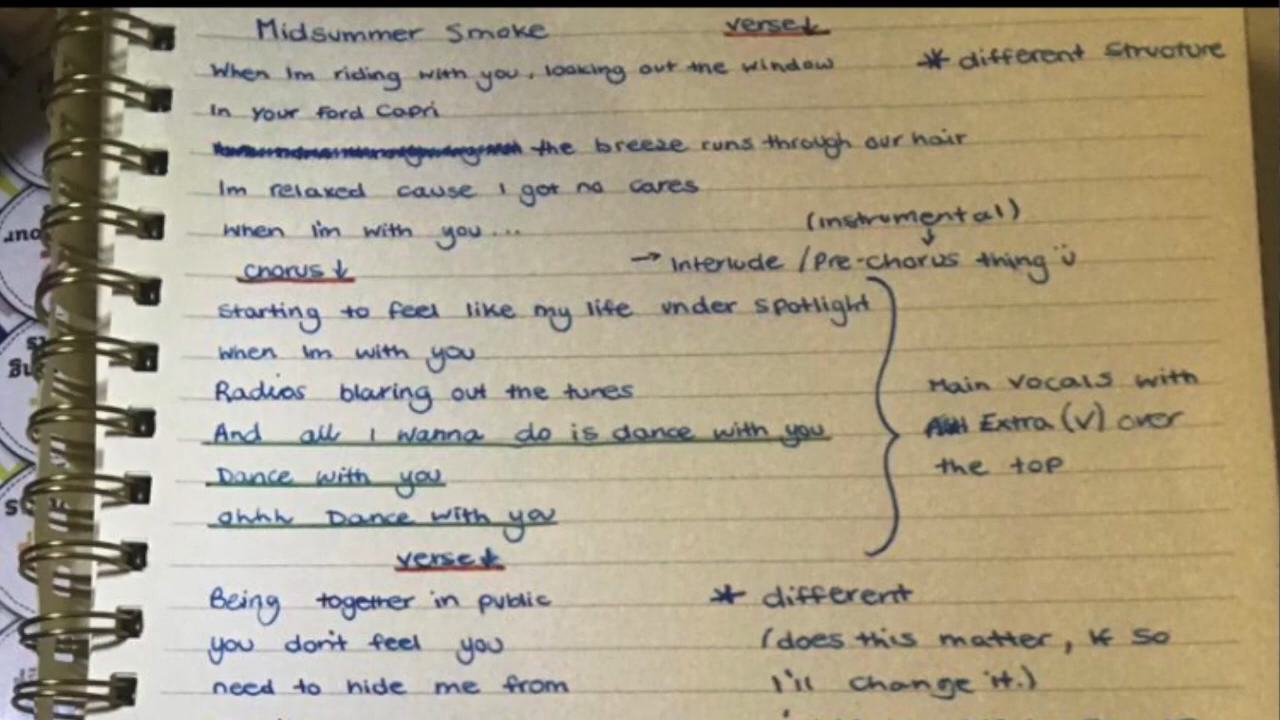 Midsummer Smoke verse↓
When Im riding with you, looking out the window * different structure
In your Ford Capri
the breeze runs through our hair
Im relaxed cause I got no cares
When I'm with you... (instrumental)
chorus ↓ → Interlude / Pre-chorus thing ü
Starting to feel like my life under spotlight
When Im with you
Radios blaring out the tunes Main vocals with
And all I wanna do is dance with you Extra (V) over
Dance with you the top
ohhh Dance with you
verse↓
Being together in public * different
you don't feel you (does this matter, If so
need to hide me from I'll change it.)